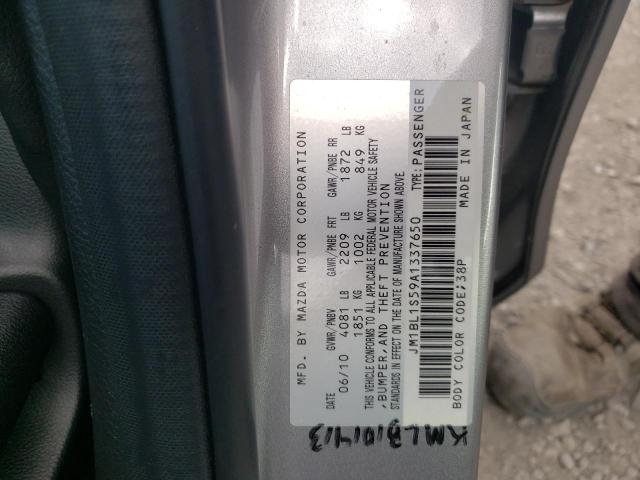 MFD. BY MAZDA MOTOR CORPORATION
DATE GVWR/PNBV GAWR/PNBE FRT GAWR/PNBE RR
06/10 4081 LB 2209 LB 1872 LB
1851 KG 1002 KG 849 KG
THIS VEHICLE CONFORMS TO ALL APPLICABLE FEDERAL MOTOR VEHICLE SAFETY
, BUMPER, AND THEFT PREVENTION
STANDARDS IN EFFECT ON THE DATE OF MANUFACTURE SHOWN ABOVE.
JM1BL1S59A1337650 TYPE: PASSENGER
BODY COLOR CODE;38P MADE IN JAPAN
KMLB101413